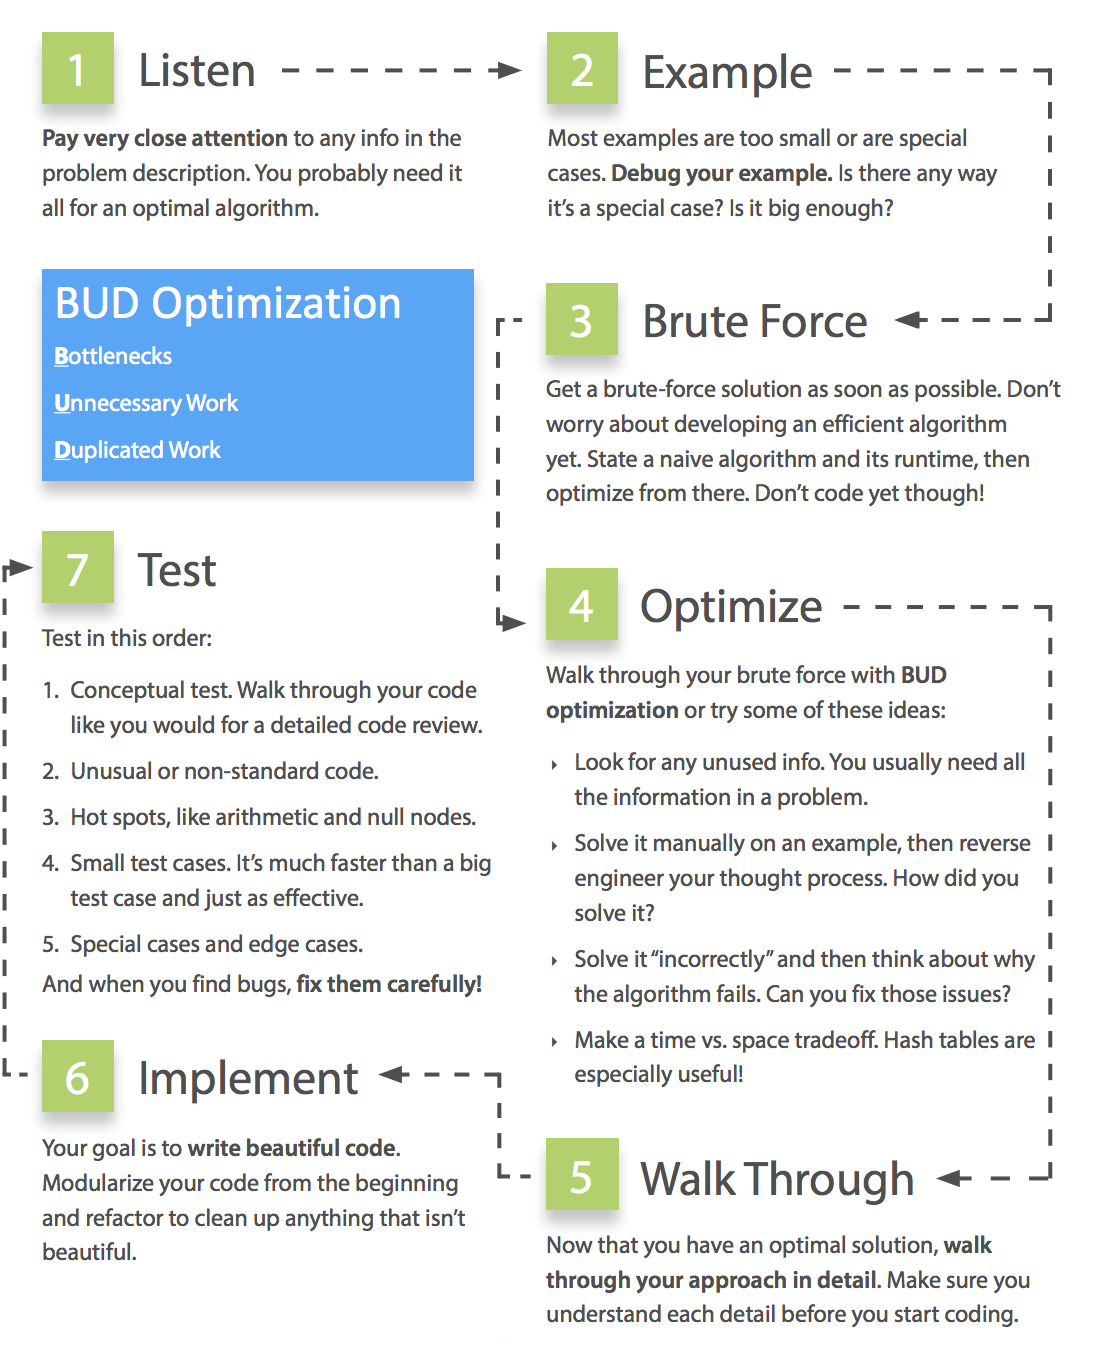 1 Listen
Pay very close attention to any info in the
problem description. You probably need it
all for an optimal algorithm.
2 Example
Most examples are too small or are special
cases. Debug your example. Is there any way
it's a special case? Is it big enough?
BUD Optimization
Bottlenecks
Unnecessary Work
Duplicated Work
3 Brute Force
Get a brute-force solution as soon as possible. Don't
worry about developing an efficient algorithm
yet. State a naive algorithm and its runtime, then
optimize from there. Don't code yet though!
4 Optimize
Walk through your brute force with BUD
optimization or try some of these ideas:
‣ Look for any unused info. You usually need all
the information in a problem.
‣ Solve it manually on an example, then reverse
engineer your thought process. How did you
solve it?
‣ Solve it “incorrectly” and then think about why
the algorithm fails. Can you fix those issues?
‣ Make a time vs. space tradeoff. Hash tables are
especially useful!
5 Walk Through
Now that you have an optimal solution, walk
through your approach in detail. Make sure you
understand each detail before you start coding.
6 Implement
Your goal is to write beautiful code.
Modularize your code from the beginning
and refactor to clean up anything that isn't
beautiful.
7 Test
Test in this order:
1. Conceptual test. Walk through your code
like you would for a detailed code review.
2. Unusual or non-standard code.
3. Hot spots, like arithmetic and null nodes.
4. Small test cases. It's much faster than a big
test case and just as effective.
5. Special cases and edge cases.
And when you find bugs, fix them carefully!